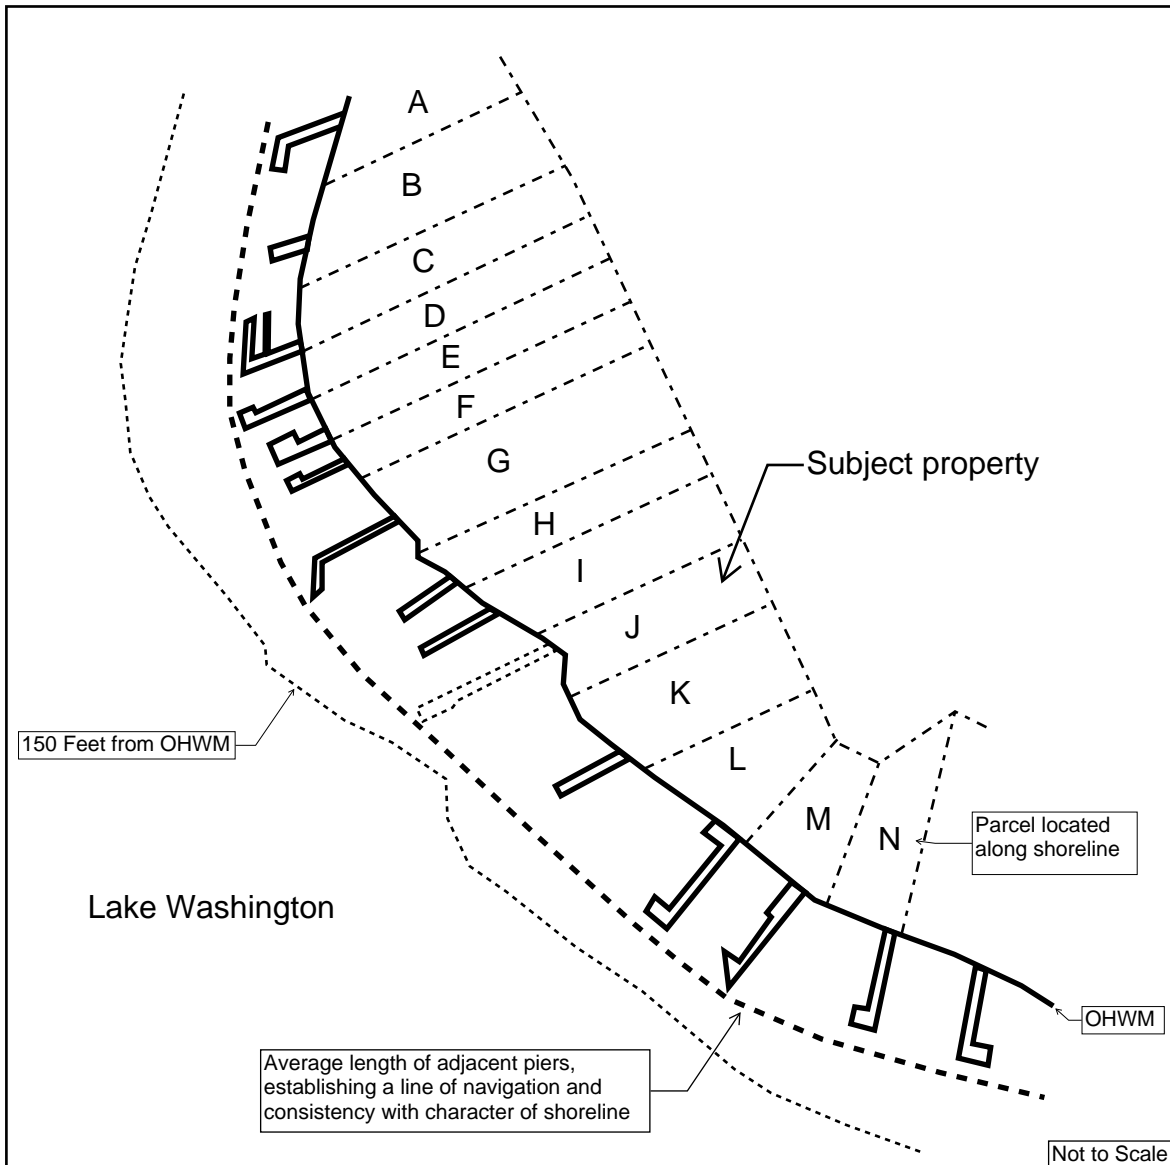 A
B
C
D
E
F
G
H
I
J
K
L
M
N
Subject property
150 Feet from OHWM
Parcel located
along shoreline
Lake Washington
OHWM
Average length of adjacent piers,
establishing a line of navigation and
consistency with character of shoreline
Not to Scale